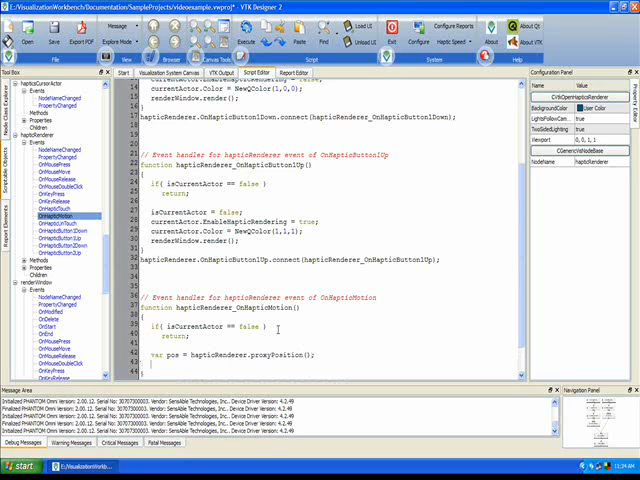 E:/VisualizationWorkbench/Documentation/SampleProjects/videoexample.vwproj* - VTK Designer 2
Open
Save
Export PDF
Message
Explore Mode
Execute
Script
Paste
Find
Load UI
Unload UI
Exit
Configure Reports
Haptic Speed
About Qt
About VTK
File
View
Browser
Canvas Tools
Script
System
Help
Tool Box
Start
Visualization System Canvas
VTK Output
Script Editor
Report Editor
Configuration Panel
Node Class Explorer
Scriptable Objects
Report Elements
Property Editor
hapticsCursorActor
Events
NodeNameChanged
PropertyChanged
Methods
Properties
Children
hapticRenderer
Events
NodeNameChanged
PropertyChanged
OnMousePress
OnMouseMove
OnMouseRelease
OnMouseDoubleClick
OnKeyPress
OnKeyRelease
OnHapticTouch
OnHapticMotion
OnHapticUnTouch
OnHapticButton1Down
OnHapticButton1Up
OnHapticButton2Down
OnHapticButton2Up
Methods
Properties
Children
renderWindow
Events
NodeNameChanged
PropertyChanged
OnModified
OnDelete
OnStart
OnEnd
OnKeyPress
OnKeyRelease
OnMousePress
OnMouseMove
OnMouseRelease
OnMouseDoubleClick
14 currentActor.Color = NewQColor(1,0,0);
15 renderWindow.render();
16 }
17 hapticRenderer.OnHapticButton1Down.connect(hapticRenderer_OnHapticButton1Down);
18
19
20
21 // Event handler for hapticRenderer event of OnHapticButton1Up
22 function hapticRenderer_OnHapticButton1Up()
23 {
24 if( isCurrentActor == false )
25 return;
26
27 isCurrentActor = false;
28 currentActor.EnableHapticRendering = true;
29 currentActor.Color = NewQColor(1,1,1);
30 renderWindow.render();
31 }
32 hapticRenderer.OnHapticButton1Up.connect(hapticRenderer_OnHapticButton1Up);
33
34
35
36 // Event handler for hapticRenderer event of OnHapticMotion
37 function hapticRenderer_OnHapticMotion()
38 {
39 if( isCurrentActor == false )
40 return;
41
42 var pos = hapticRenderer.proxyPosition();
43
44 }
Name Value
CVtkOpenHapticsRenderer
BackgroundColor User Color
LightsFollowCam... true
TwoSidedLighting true
Viewport 0, 0, 1, 1
CGenericVisNodeBase
NodeName hapticRenderer
Message Area
Navigation Panel
Initialized PHANTOM Omni Version: 2.00.12. Serial No: 30707300003. Vendor: SensAble Technologies, Inc.. Device Driver Version: 4.2.49
Finalized PHANTOM Omni Version: 2.00.12. Serial No: 30707300003. Vendor: SensAble Technologies, Inc.. Device Driver Version: 4.2.49
Initialized PHANTOM Omni Version: 2.00.12. Serial No: 30707300003. Vendor: SensAble Technologies, Inc.. Device Driver Version: 4.2.49
Finalized PHANTOM Omni Version: 2.00.12. Serial No: 30707300003. Vendor: SensAble Technologies, Inc.. Device Driver Version: 4.2.49
Initialized PHANTOM Omni Version: 2.00.12. Serial No: 30707300003. Vendor: SensAble Technologies, Inc.. Device Driver Version: 4.2.49
Debug Messages
Warning Messages
Critical Messages
Fatal Messages
start
E:/VisualizationWorkb...
11:34 AM